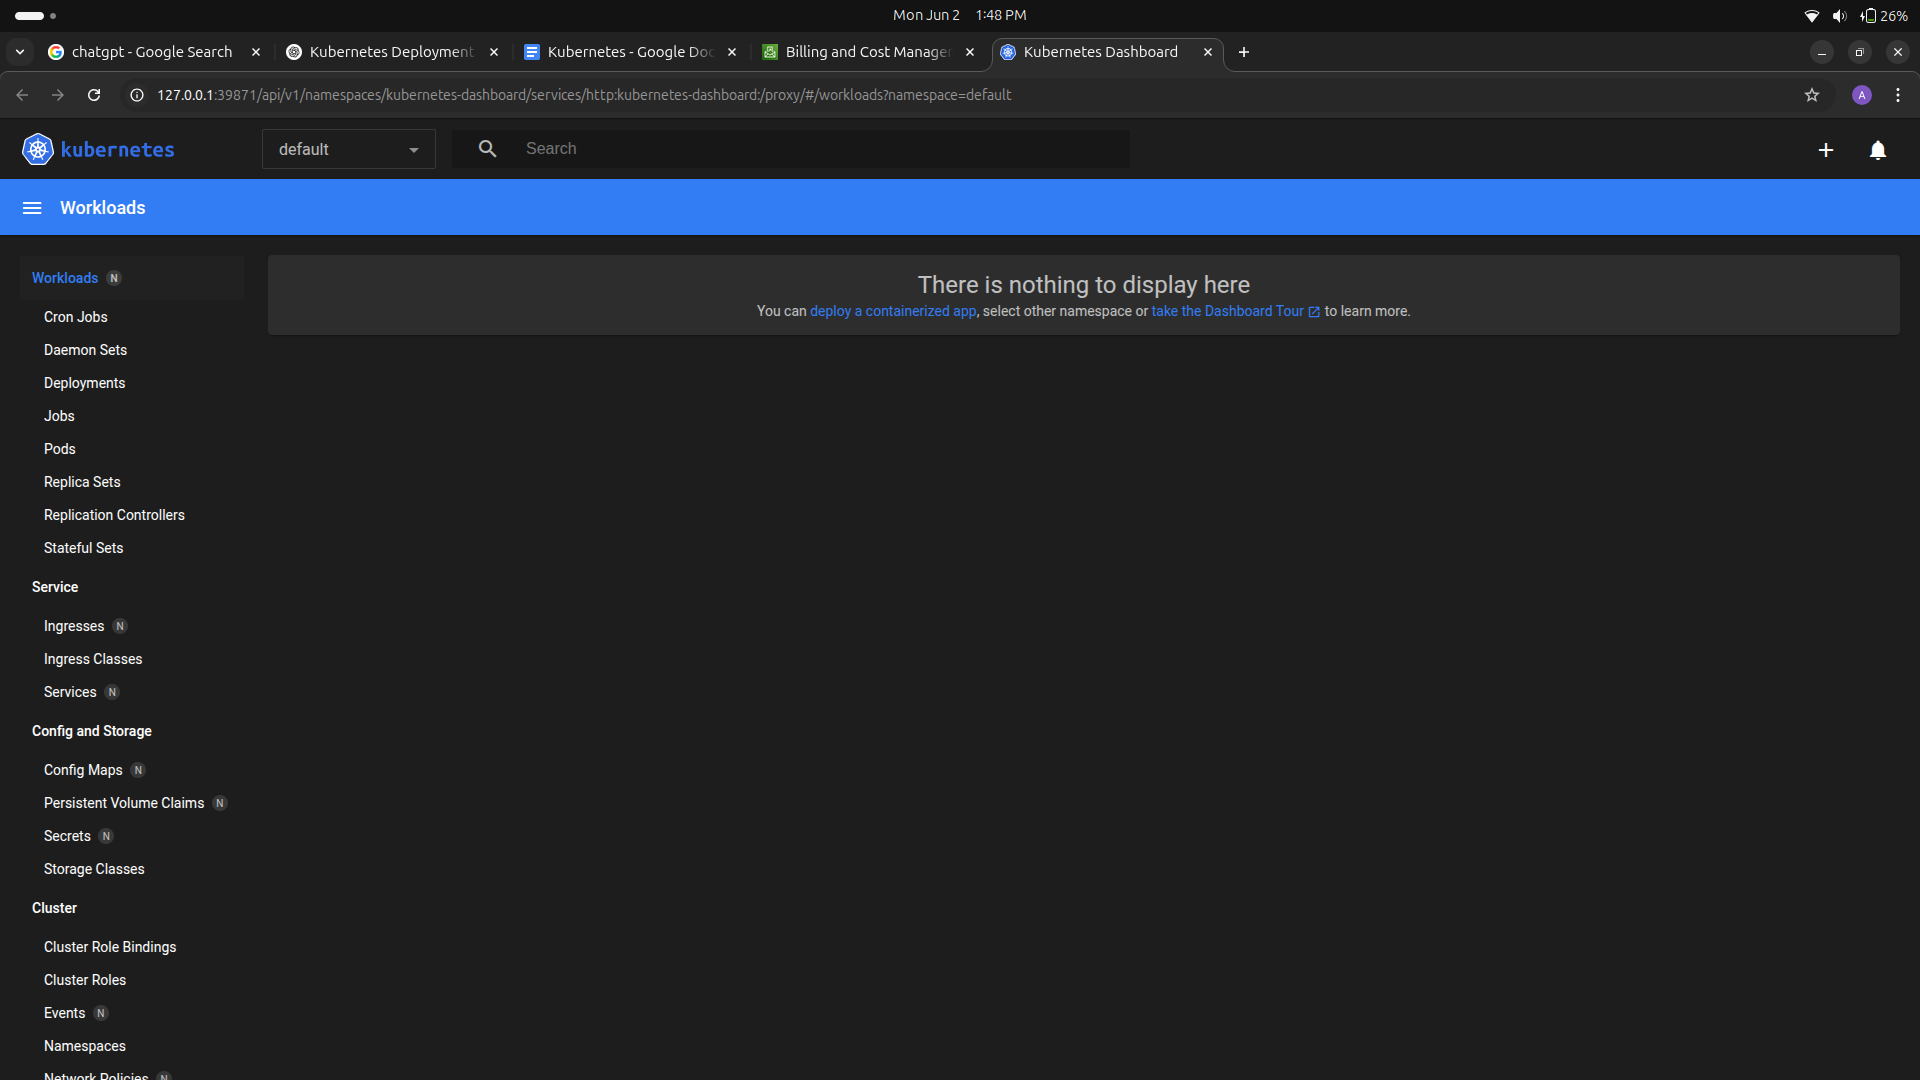 Mon Jun 2 1:48 PM
26%
chatgpt - Google Search
Kubernetes Deployment
Kubernetes - Google Doc
Billing and Cost Manager
Kubernetes Dashboard
127.0.0.1:39871/api/v1/namespaces/kubernetes-dashboard/services/http:kubernetes-dashboard:/proxy/#/workloads?namespace=default
A
kubernetes
default
Search
Workloads
Workloads N
Cron Jobs
Daemon Sets
Deployments
Jobs
Pods
Replica Sets
Replication Controllers
Stateful Sets
Service
Ingresses N
Ingress Classes
Services N
Config and Storage
Config Maps N
Persistent Volume Claims N
Secrets N
Storage Classes
Cluster
Cluster Role Bindings
Cluster Roles
Events N
Namespaces
Network Policies N
There is nothing to display here
You can deploy a containerized app, select other namespace or take the Dashboard Tour to learn more.